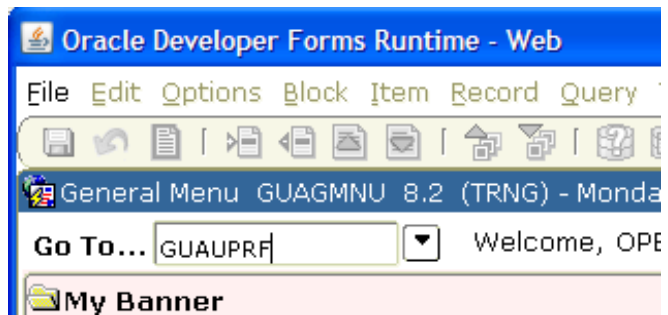 Oracle Developer Forms Runtime - Web
File Edit Options Block Item Record Query
General Menu GUAGMNU 8.2 (TRNG) - Monda
Go To... GUAUPRF Welcome, OPE
My Banner